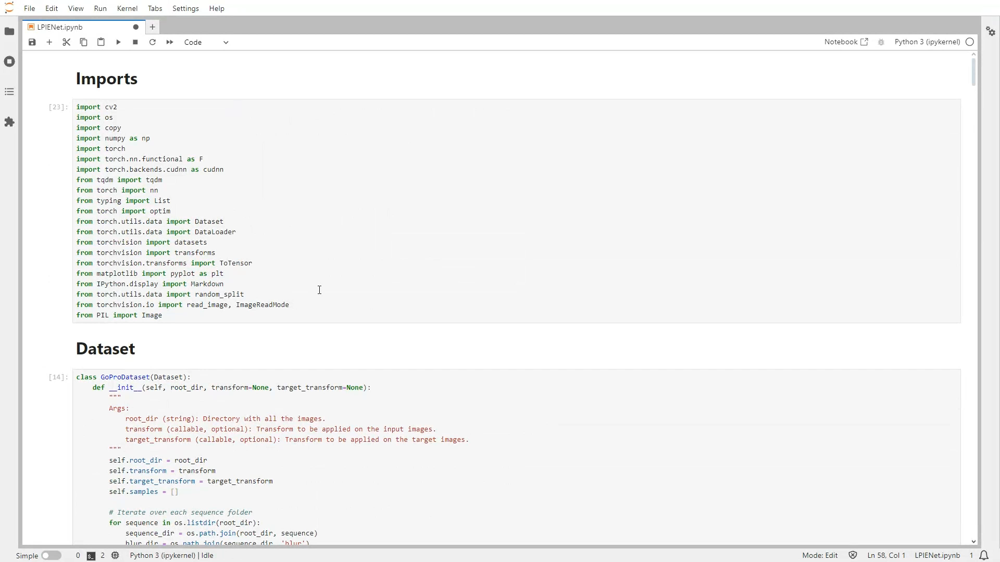 File Edit View Run Kernel Tabs Settings Help
LPIENet.ipynb
Code
Notebook
Python 3 (ipykernel)
Imports
[23]:
import cv2
import os
import copy
import numpy as np
import torch
import torch.nn.functional as F
import torch.backends.cudnn as cudnn
from tqdm import tqdm
from torch import nn
from typing import List
from torch import optim
from torch.utils.data import Dataset
from torch.utils.data import DataLoader
from torchvision import datasets
from torchvision import transforms
from torchvision.transforms import ToTensor
from matplotlib import pyplot as plt
from IPython.display import Markdown
from torch.utils.data import random_split
from torchvision.io import read_image, ImageReadMode
from PIL import Image
Dataset
[14]:
class GoProDataset(Dataset):
    def __init__(self, root_dir, transform=None, target_transform=None):
        """
        Args:
            root_dir (string): Directory with all the images.
            transform (callable, optional): Transform to be applied on the input images.
            target_transform (callable, optional): Transform to be applied on the target images.
        """
        self.root_dir = root_dir
        self.transform = transform
        self.target_transform = target_transform
        self.samples = []
        # Iterate over each sequence folder
        for sequence in os.listdir(root_dir):
            sequence_dir = os.path.join(root_dir, sequence)
            blur_dir = os.path.join(sequence_dir, 'blur')
Simple 0 $_ 2 Python 3 (ipykernel) | Idle Mode: Edit Ln 58, Col 1 LPIENet.ipynb 1